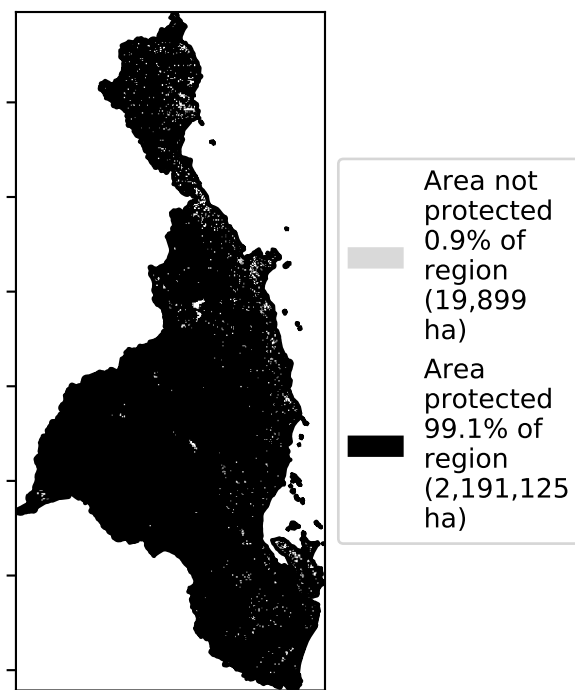 Area not
protected
0.9% of
region
(19,899
ha)
Area
protected
99.1% of
region
(2,191,125
ha)